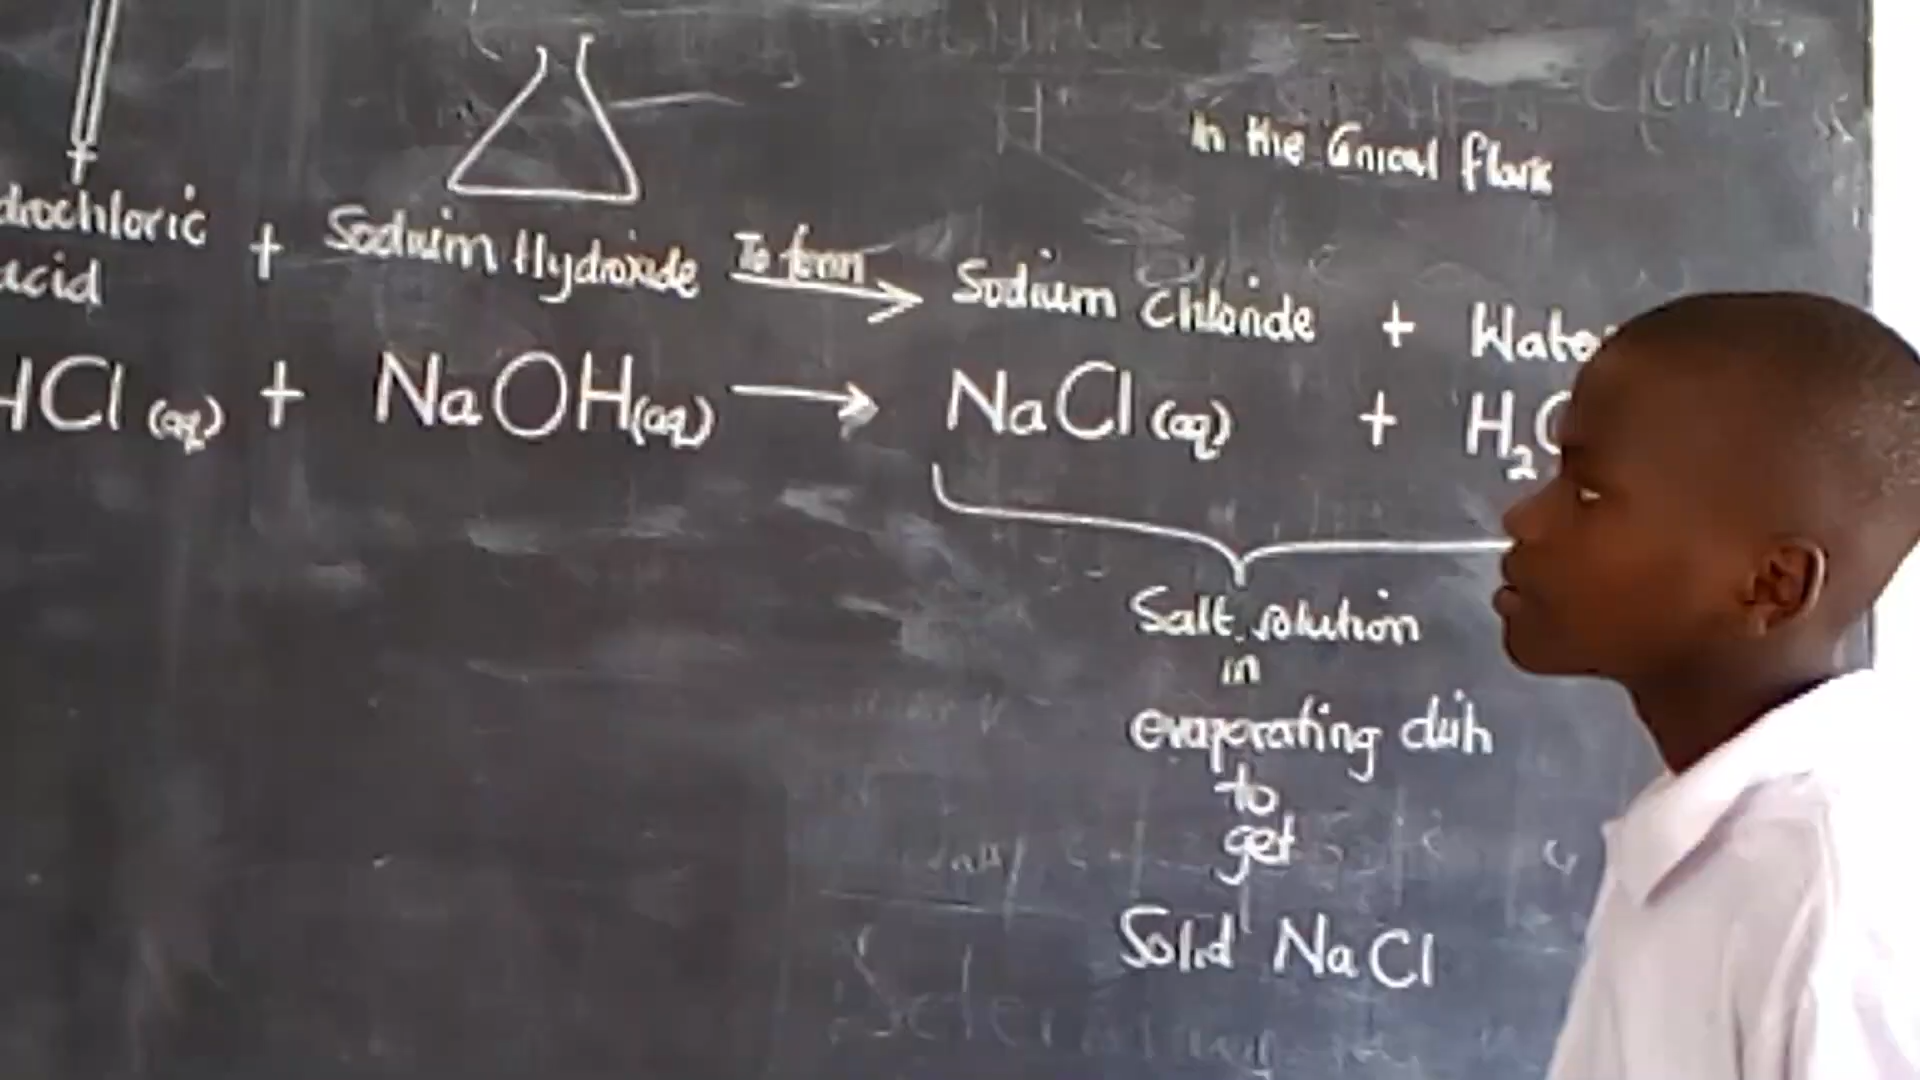 In the Conical flask
drochloric + Sodium Hydroxide To form Sodium Chloride + Wate
acid
HCl (aq) + NaOH(aq) → NaCl (aq) + H₂O
Salt solution
in
evaporating dish
to
get
Solid NaCl